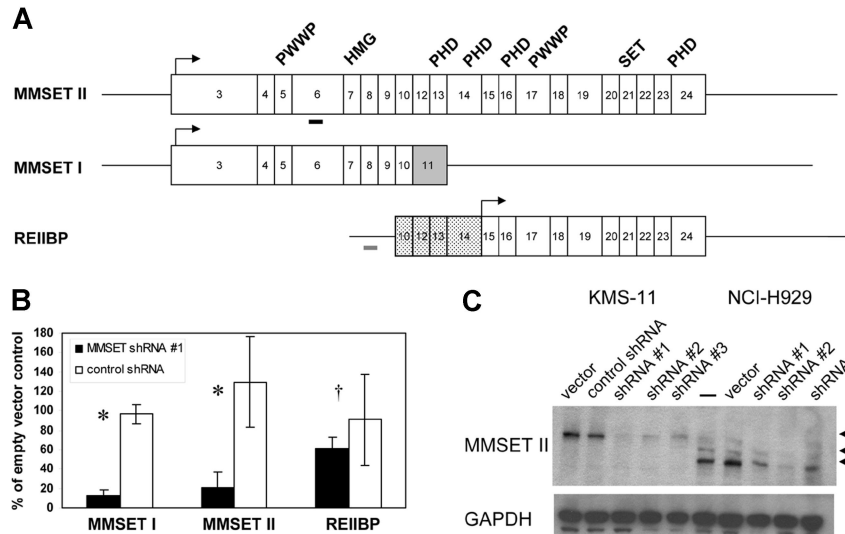 A
PWWP HMG PHD PHD PHD PWWP SET PHD
MMSET II 3 4 5 6 7 8 9 10 12 13 14 15 16 17 18 19 20 21 22 23 24
MMSET I 3 4 5 6 7 8 9 10 11
REIIBP 10 12 13 14 15 16 17 18 19 20 21 22 23 24
B
% of empty vector control
180
160
140
120
100
80
60
40
20
0
MMSET shRNA #1
control shRNA
* * †
MMSET I MMSET II REIIBP
C
KMS-11 NCI-H929
vector control shRNA shRNA #1 shRNA #2 shRNA #3 – vector shRNA #1 shRNA #2 shRNA
MMSET II
GAPDH